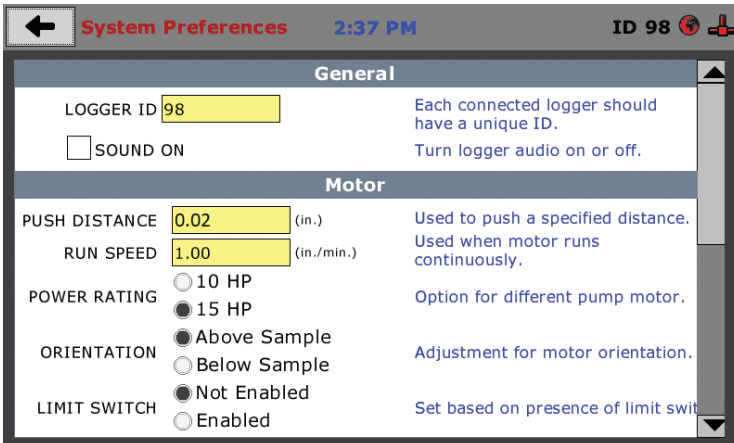 System Preferences 2:37 PM ID 98
General
LOGGER ID 98 Each connected logger should
have a unique ID.
SOUND ON Turn logger audio on or off.
Motor
PUSH DISTANCE 0.02 (in.) Used to push a specified distance.
RUN SPEED 1.00 (in./min.) Used when motor runs
continuously.
POWER RATING 10 HP Option for different pump motor.
15 HP
ORIENTATION Above Sample Adjustment for motor orientation.
Below Sample
LIMIT SWITCH Not Enabled Set based on presence of limit swit
Enabled